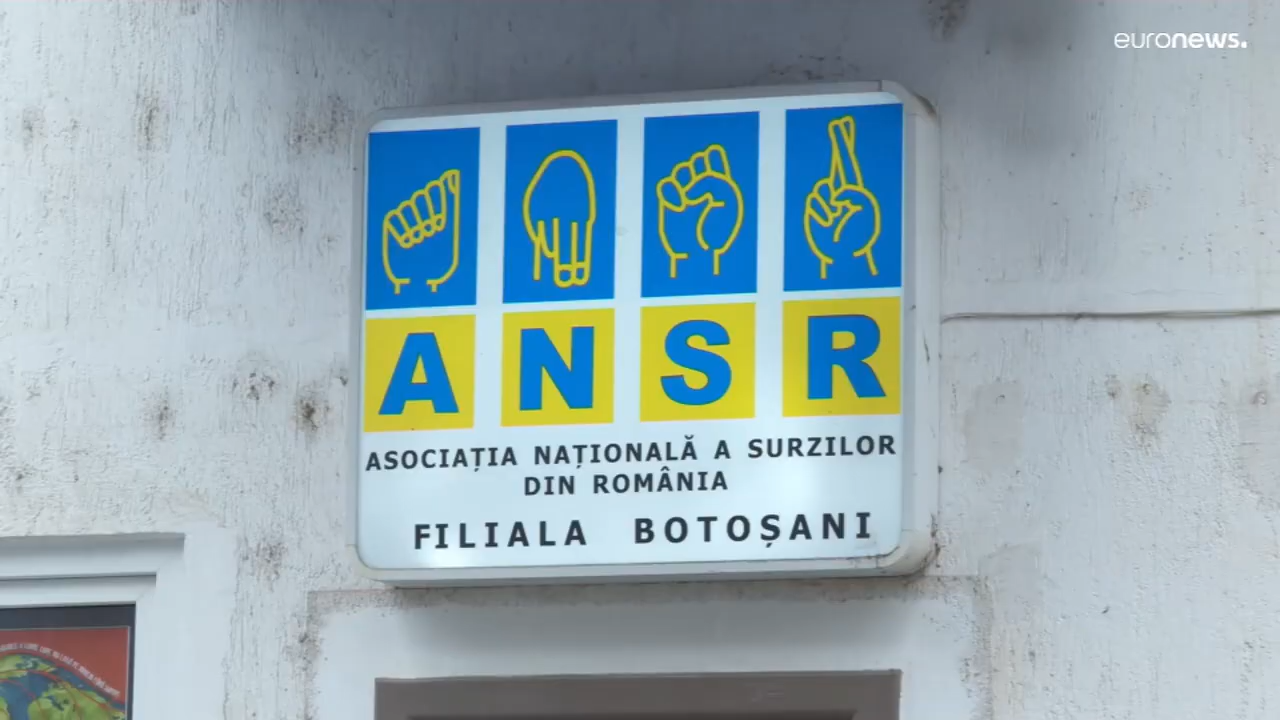 euronews.
A N S R
ASOCIAȚIA NAȚIONALĂ A SURZILOR
DIN ROMÂNIA
FILIALA BOTOȘANI